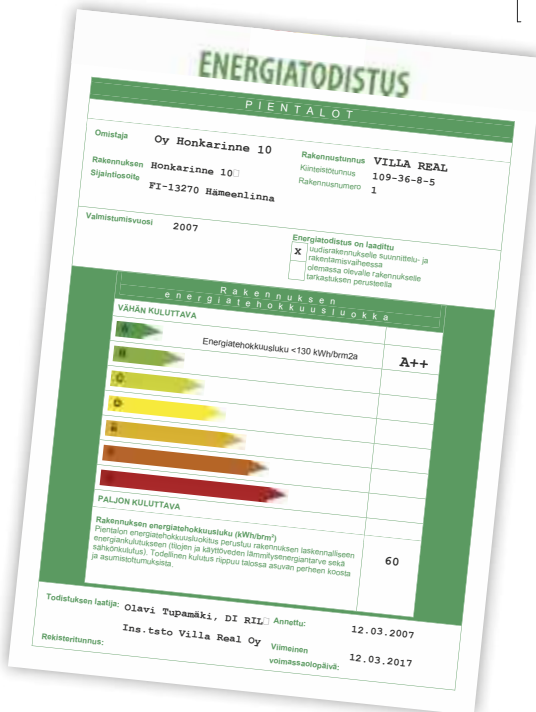 ENERGIATODISTUS
PIENTALOT
Omistaja Oy Honkarinne 10
Rakennuksen Honkarinne 10
Sijaintiosoite
FI-13270 Hämeenlinna
Rakennustunnus VILLA REAL
Kiinteistötunnus 109-36-8-5
Rakennusnumero 1
Valmistumisvuosi 2007
Energiatodistus on laadittu
x uudisrakennukselle suunnittelu- ja
rakentamisvaiheessa
olemassa olevalle rakennukselle
tarkastuksen perusteella
Rakennuksen
energiatehokkuusluokka
VÄHÄN KULUTTAVA
A
Energiatehokkuusluku <130 kWh/brm2a A++
B
C
D
E
PALJON KULUTTAVA
Rakennuksen energiatehokkuusluku (kWh/brm²)
Pientalon energiatehokkuusluokitus perustuu rakennuksen laskennalliseen
energiankulutukseen (tilojen ja käyttöveden lämmitysenergiantarve sekä
sähkönkulutus). Todellinen kulutus riippuu talossa asuvan perheen koosta
ja asumistottumuksista.
60
Todistuksen laatija: Olavi Tupamäki, DI RIL
Ins.tsto Villa Real Oy
Rekisteritunnus:
Annettu: 12.03.2007
Viimeinen
voimassaolopäivä: 12.03.2017